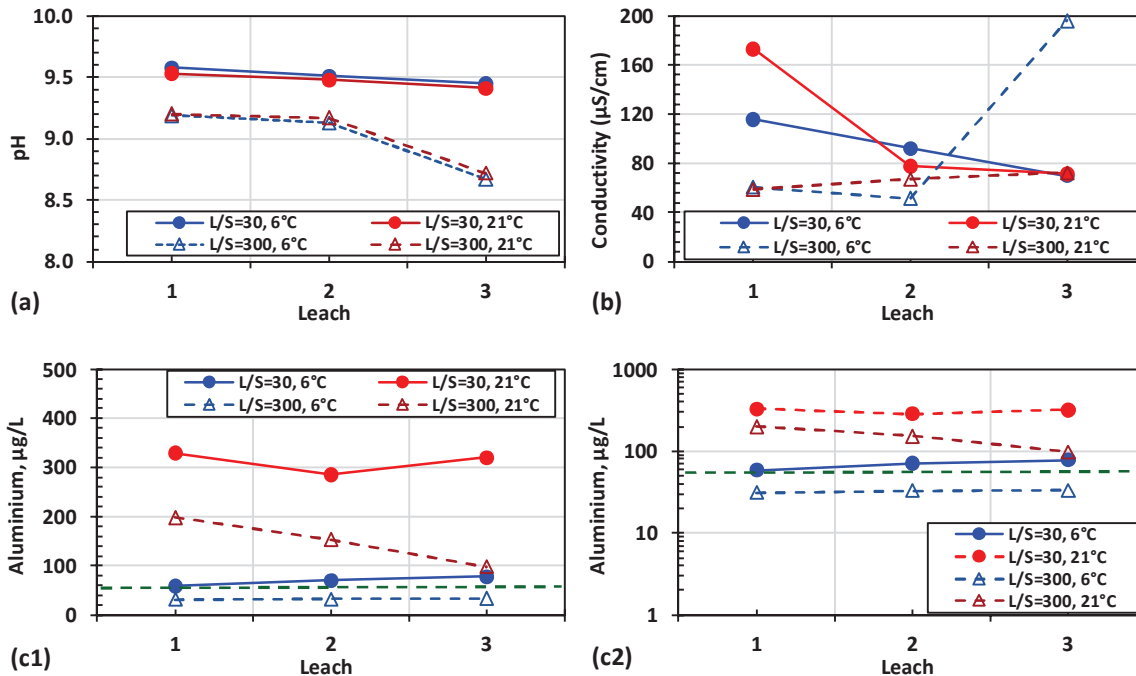 10.0
9.5
9.0
8.5
8.0
pH
L/S=30, 6°C
L/S=30, 21°C
L/S=300, 6°C
L/S=300, 21°C
1 2 3
Leach
(a)
200
160
120
80
40
0
Conductivity (µS/cm)
L/S=30, 6°C
L/S=30, 21°C
L/S=300, 6°C
L/S=300, 21°C
1 2 3
Leach
(b)
500
400
300
200
100
0
Aluminium, µg/L
L/S=30, 6°C
L/S=30, 21°C
L/S=300, 6°C
L/S=300, 21°C
1 2 3
Leach
(c1)
1000
100
10
1
Aluminium, µg/L
L/S=30, 6°C
L/S=30, 21°C
L/S=300, 6°C
L/S=300, 21°C
1 2 3
Leach
(c2)